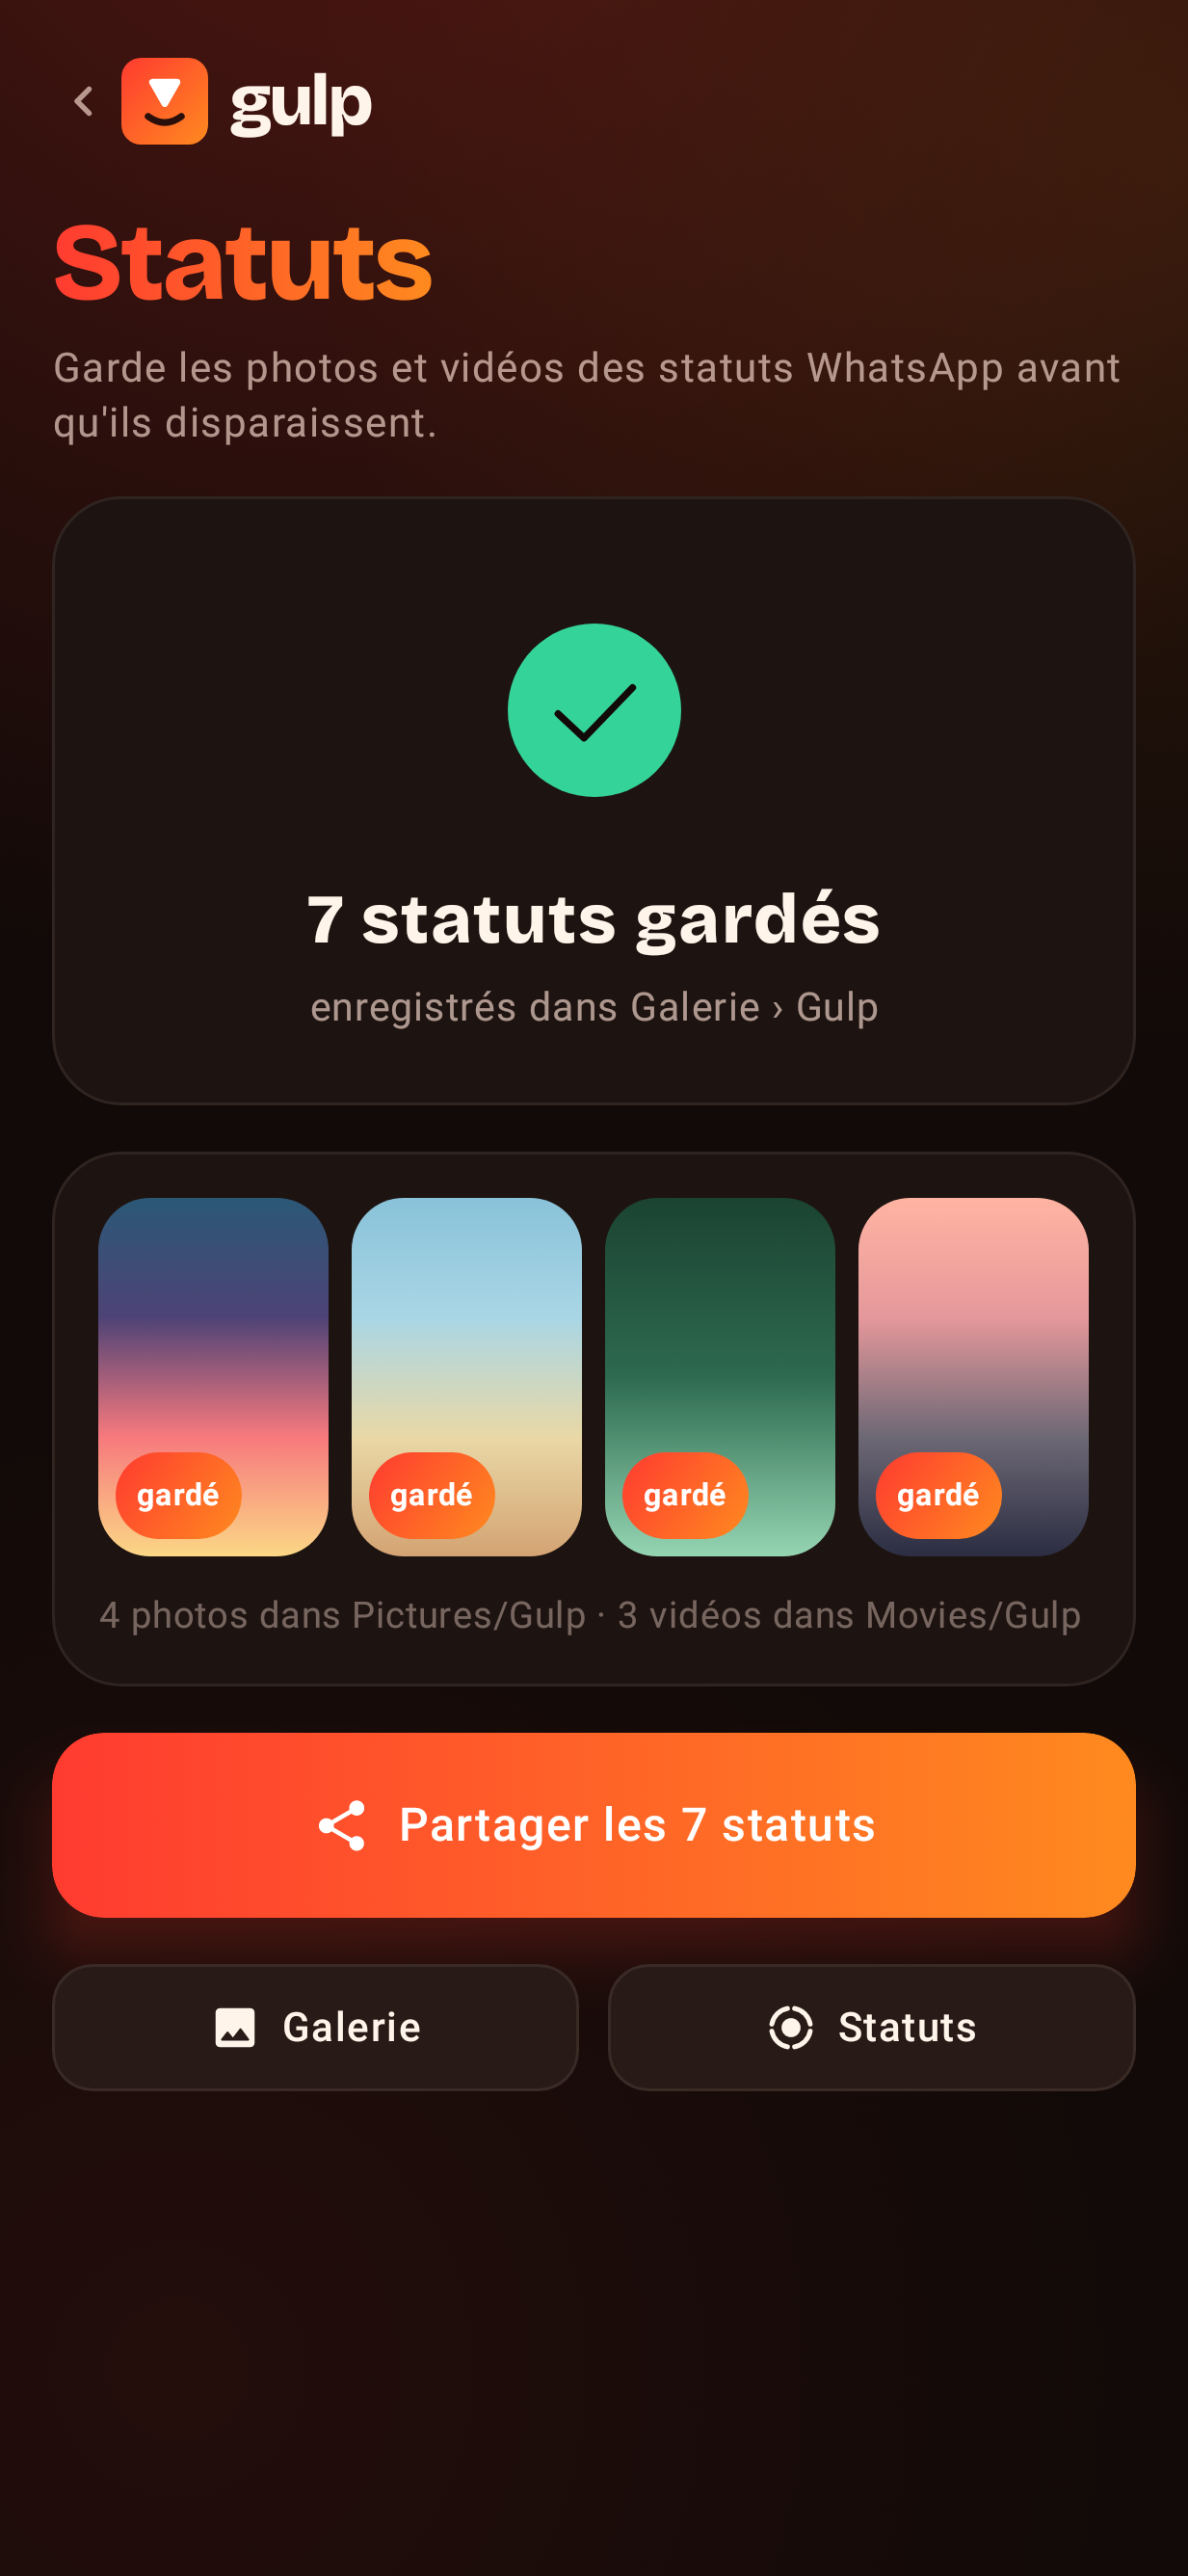 gulp
Statuts
Garde les photos et vidéos des statuts WhatsApp avant
qu'ils disparaissent.
7 statuts gardés
enregistrés dans Galerie › Gulp
gardé
gardé
gardé
gardé
4 photos dans Pictures/Gulp · 3 vidéos dans Movies/Gulp
Partager les 7 statuts
Galerie
Statuts